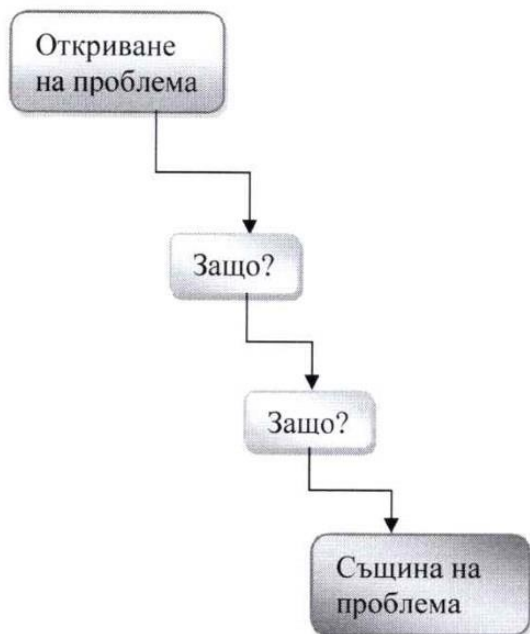 Откриване
на проблема
Защо?
Защо?
Същина на
проблема